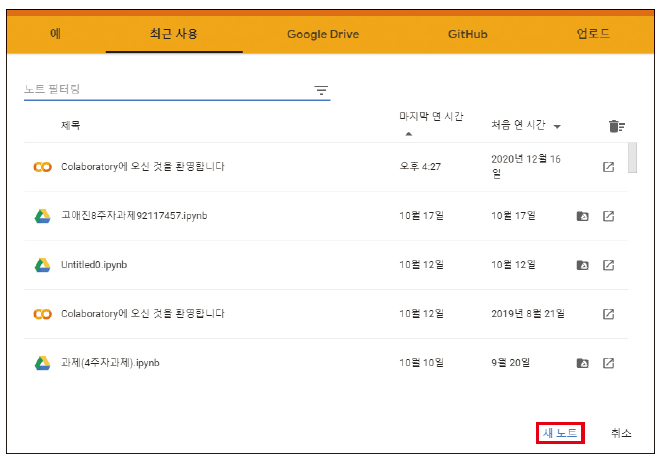 예 최근 사용 Google Drive GitHub 업로드
노트 필터링
제목 마지막 연 시간 처음 연 시간
Colaboratory에 오신 것을 환영합니다 오후 4:27 2020년 12월 16
일
고애진8주차과제92117457.ipynb 10월 17일 10월 17일
Untitled0.ipynb 10월 12일 10월 12일
Colaboratory에 오신 것을 환영합니다 10월 12일 2019년 8월 21일
과제(4주차과제).ipynb 10월 10일 9월 20일
새 노트 취소